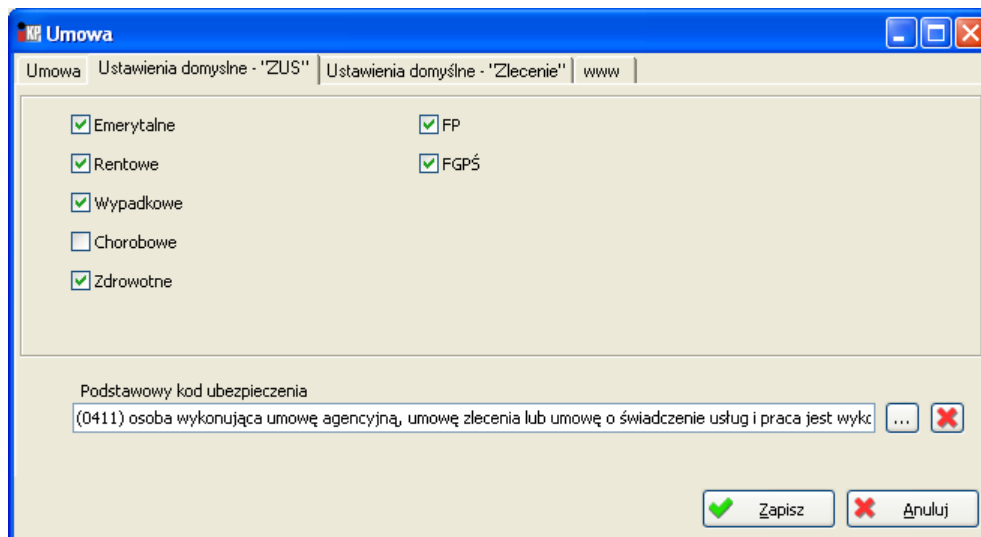 iKP Umowa
Umowa Ustawienia domyslne - "ZUS" Ustawienia domyślne - "Zlecenie" www
Emerytalne FP
Rentowe FGPŚ
Wypadkowe
Chorobowe
Zdrowotne
Podstawowy kod ubezpieczenia
(0411) osoba wykonująca umowę agencyjną, umowę zlecenia lub umowę o świadczenie usług i praca jest wyko
...
Zapisz Anuluj